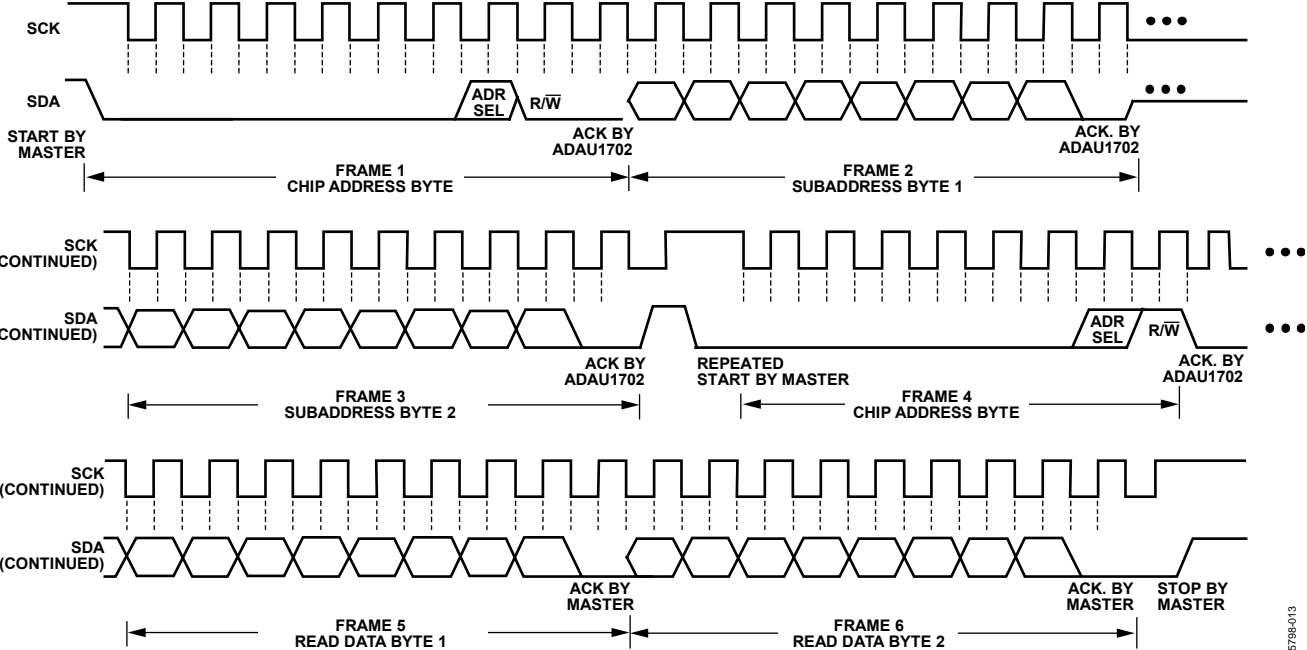 SCK
SDA
ADR
SEL
R/W
START BY
MASTER
ACK BY
ADAU1702
ACK. BY
ADAU1702
FRAME 1
CHIP ADDRESS BYTE
FRAME 2
SUBADDRESS BYTE 1
SCK
CONTINUED)
SDA
CONTINUED)
ADR
SEL
R/W
ACK BY
ADAU1702
REPEATED
START BY MASTER
ACK. BY
ADAU1702
FRAME 3
SUBADDRESS BYTE 2
FRAME 4
CHIP ADDRESS BYTE
SCK
(CONTINUED)
SDA
(CONTINUED)
ACK BY
MASTER
ACK. BY
MASTER
STOP BY
MASTER
FRAME 5
READ DATA BYTE 1
FRAME 6
READ DATA BYTE 2
5798-013